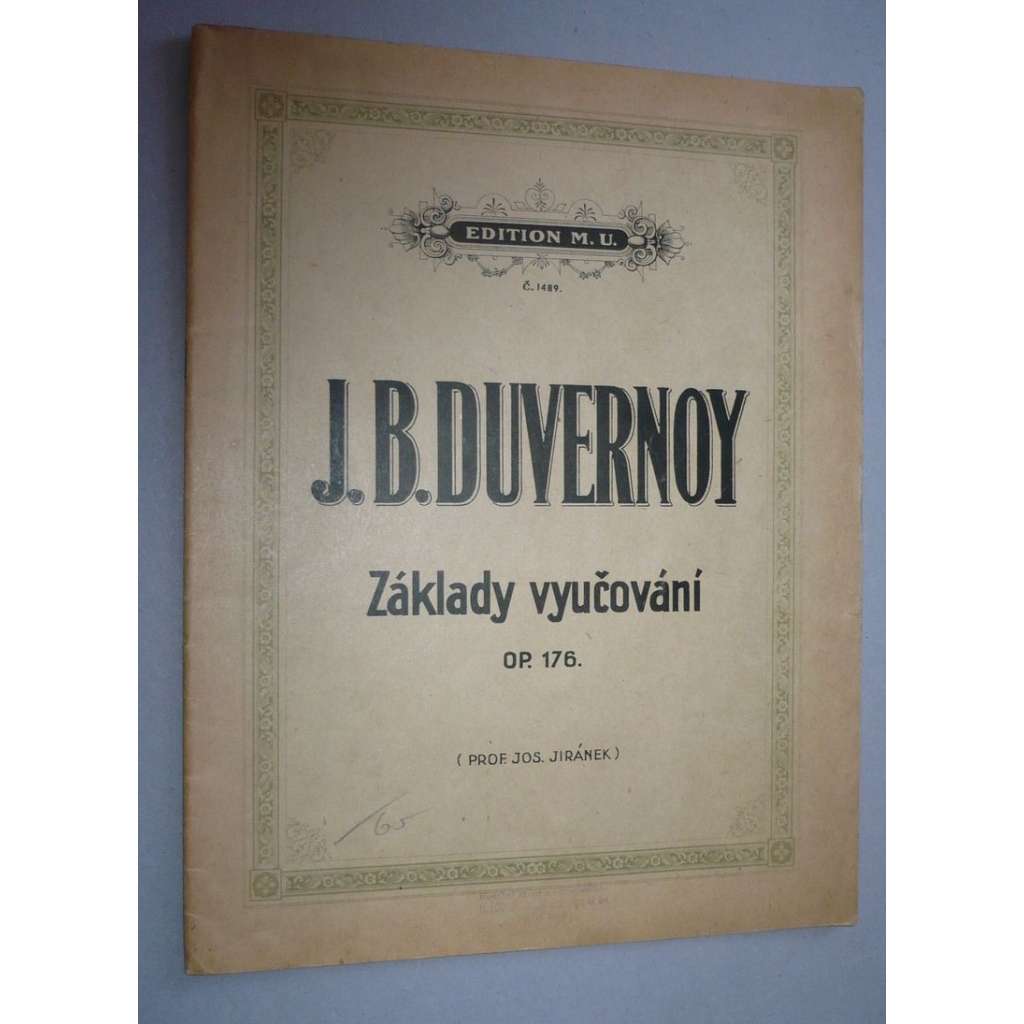 EDITION M. U.
Č. 1489.
J. B. DUVERNOY
Základy vyučování
OP. 176.
( PROF. JOS. JIRÁNEK )
/65